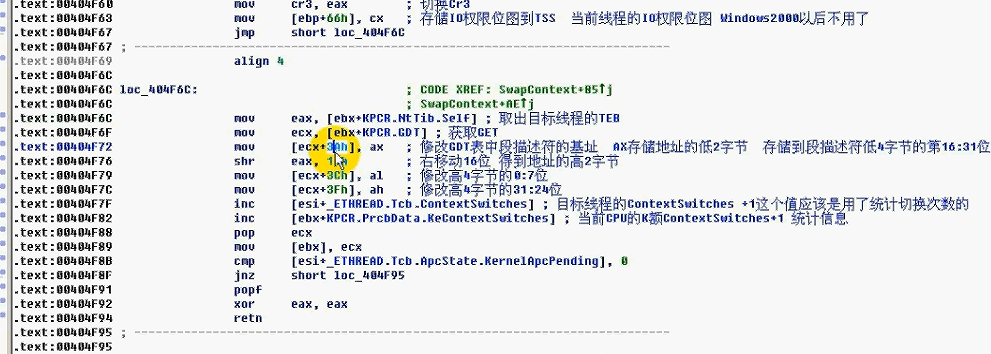 .text:00404F60 mov cr3, eax ; 切换Cr3
.text:00404F63 mov [ebp+66h], cx ; 存储IO权限位图到TSS 当前线程的IO权限位图 Windows2000以后不用了
.text:00404F67 jmp short loc_404F6C
.text:00404F67 ; ---------------------------------------------------------------------------
.text:00404F69 align 4
.text:00404F6C
.text:00404F6C loc_404F6C: ; CODE XREF: SwapContext+85↑j
.text:00404F6C ; SwapContext+AE↑j
.text:00404F6C mov eax, [ebx+KPCR.NtTib.Self] ; 取出目标线程的TEB
.text:00404F6F mov ecx, [ebx+KPCR.GDT] ; 获取GET
.text:00404F72 mov [ecx+3Ah], ax ; 修改GDT表中段描述符的基址 AX存储地址的低2字节 存储到段描述符低4字节的第16:31位
.text:00404F76 shr eax, ; 右移动16位 得到地址的高2字节
.text:00404F79 mov [ecx+3Ch], al ; 修改高4字节的0:7位
.text:00404F7C mov [ecx+3Fh], ah ; 修改高4字节的31:24位
.text:00404F7F inc [esi+_ETHREAD.Tcb.ContextSwitches] ; 目标线程的ContextSwitches +1这个值应该是用了统计切换次数的
.text:00404F82 inc [ebx+KPCR.PrcbData.KeContextSwitches] ; 当前CPU的K额ContextSwitches+1 统计信息
.text:00404F88 pop ecx
.text:00404F89 mov [ebx], ecx
.text:00404F8B cmp [esi+_ETHREAD.Tcb.ApcState.KernelApcPending], 0
.text:00404F8F jnz short loc_404F95
.text:00404F91 popf
.text:00404F92 xor eax, eax
.text:00404F94 retn
.text:00404F95 ; ---------------------------------------------------------------------------
.text:00404F95